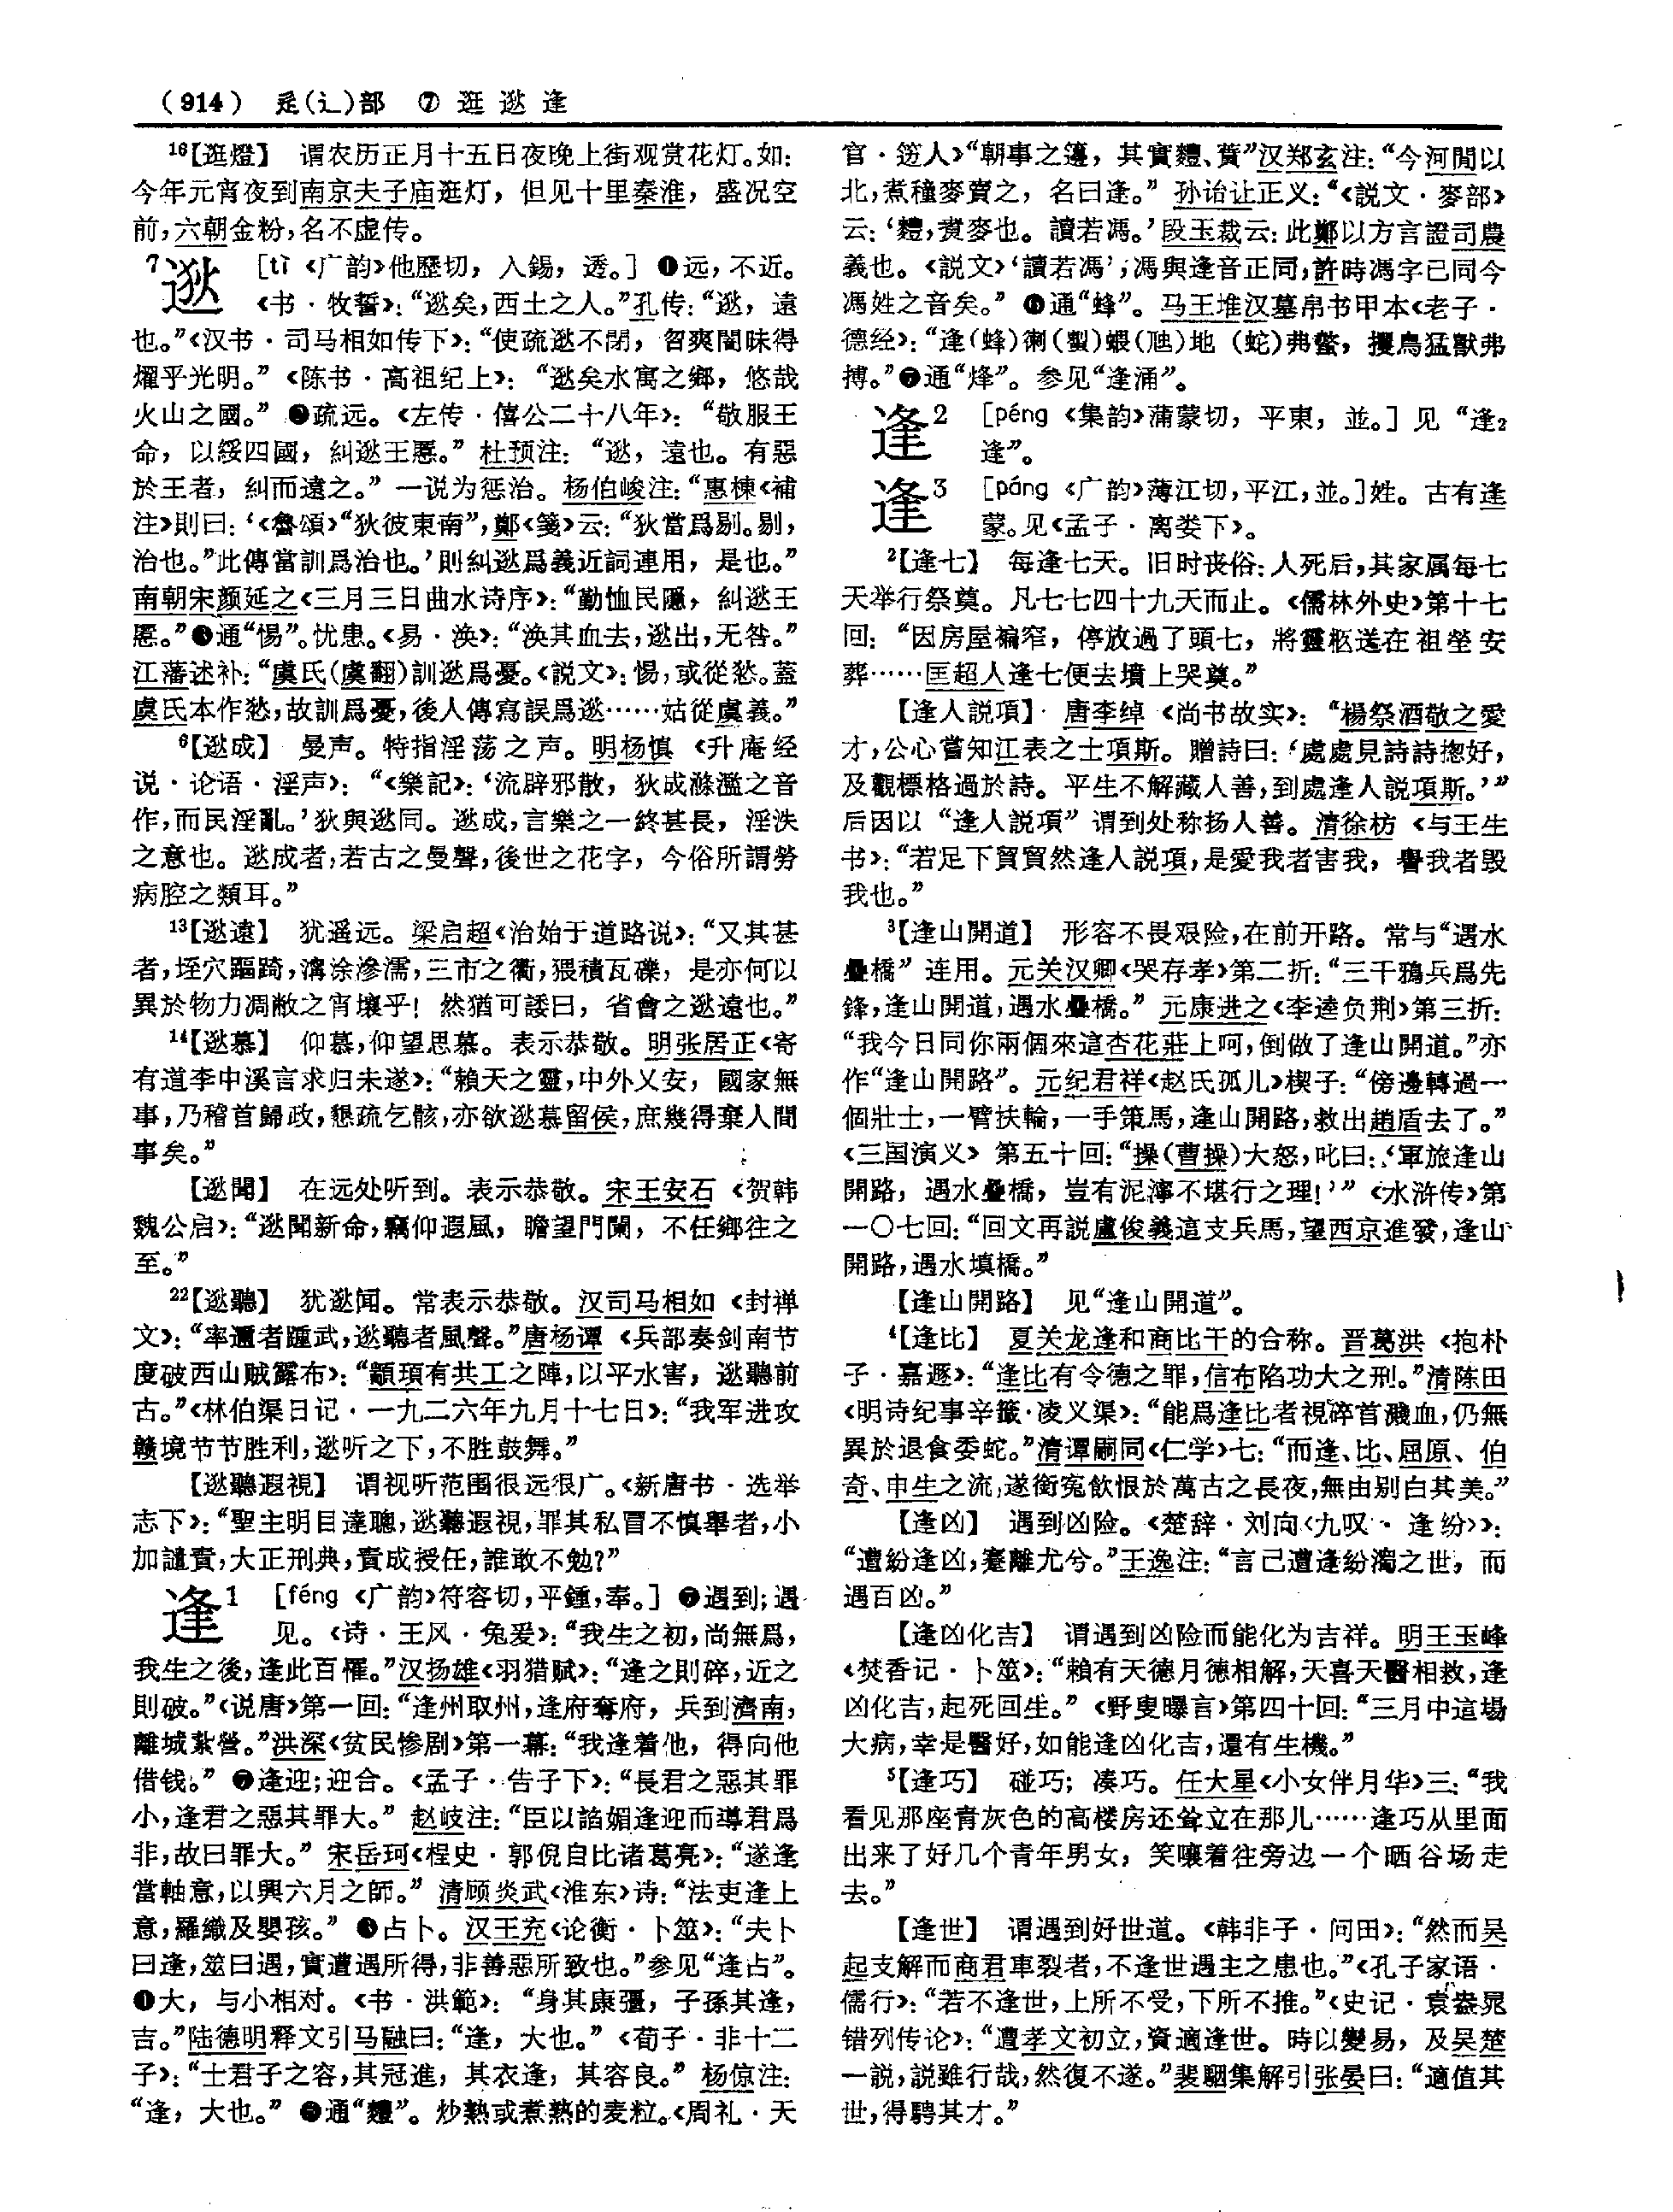 （914） 辵(辶)部 ⑦ 逛 逖 逢
16【逛燈】 谓农历正月十五日夜晚上街观赏花灯。如：
今年元宵夜到南京夫子庙逛灯，但见十里秦淮，盛况空
前，六朝金粉，名不虚传。
7逖 [tì 《广韵》他歷切，入錫，透。] ❶远，不近。
《书·牧誓》：“逖矣，西土之人。”孔传：“逖，遠
也。”《汉书·司马相如传下》：“使疏逖不閉，曶爽闇昧得
燿乎光明。”《陈书·高祖纪上》：“逖矣水寓之鄉，悠哉
火山之國。” ❷疏远。《左传·僖公二十八年》：“敬服王
命，以綏四國，糾逖王慝。”杜预注：“逖，遠也。有惡
於王者，糾而遠之。”一说为惩治。杨伯峻注：“惠棟《補
注》則曰：‘《魯頌》“狄彼東南”，鄭《箋》云：“狄當爲剔。剔，
治也。”此傳當訓爲治也。’則糾逖爲義近詞連用，是也。”
南朝宋颜延之《三月三日曲水诗序》：“勤恤民隱，糾逖王
慝。”❸通“惕”。忧患。《易·涣》：“涣其血去，逖出，无咎。”
江藩述补：“虞氏(虞翻)訓逖爲憂。《説文》：惕，或從悐。蓋
虞氏本作悐，故訓爲憂，後人傳寫誤爲逖……姑從虞義。”
6【逖成】 曼声。特指淫荡之声。明杨慎《升庵经
说·论语·淫声》：“《樂記》：‘流辟邪散，狄成滌濫之音
作，而民淫亂。’狄與逖同。逖成，言樂之一終甚長，淫泆
之意也。逖成者，若古之曼聲，後世之花字，今俗所謂勞
病腔之類耳。”
13【逖遠】 犹遥远。梁启超《治始于道路说》：“又其甚
者，垤穴軀踦，溝涂滲濡，三市之衢，猥積瓦礫，是亦何以
異於物力凋敝之宵壤乎！然猶可諉曰，省會之逖遠也。”
14【逖慕】 仰慕，仰望思慕。表示恭敬。明张居正《寄
有道李中溪言求归未遂》：“賴天之靈，中外乂安，國家無
事，乃稽首歸政，懇疏乞骸，亦欲逖慕留侯，庶幾得棄人間
事矣。”
【逖聞】 在远处听到。表示恭敬。宋王安石《贺韩
魏公启》：“逖聞新命，竊仰遐風，瞻望門闌，不任鄉往之
至。”
22【逖聽】 犹逖闻。常表示恭敬。汉司马相如《封禅
文》：“率邇者踵武，逖聽者風聲。”唐杨谭《兵部奏剑南节
度破西山贼露布》：“顓頊有共工之陣，以平水害，逖聽前
古。”《林伯渠日记·一九二六年九月十七日》：“我军进攻
赣境节节胜利，逖听之下，不胜鼓舞。”
【逖聽遐視】 谓视听范围很远很广。《新唐书·选举
志下》：“聖主明目達聰，逖聽遐視，罪其私冒不慎舉者，小
加譴責，大正刑典，責成授任，誰敢不勉？”
逢1 [féng 《广韵》符容切，平鍾，奉。] ❶遇到；遇
见。《诗·王风·兔爰》：“我生之初，尚無爲，
我生之後，逢此百罹。”汉扬雄《羽猎赋》：“逢之則碎，近之
則破。”《说唐》第一回：“逢州取州，逢府奪府，兵到濟南，
離城紮營。”洪深《贫民惨剧》第一幕：“我逢着他，得向他
借钱。” ❷逢迎；迎合。《孟子·告子下》：“長君之惡其罪
小，逢君之惡其罪大。”赵岐注：“臣以諂媚逢迎而導君爲
非，故曰罪大。”宋岳珂《桯史·郭倪自比诸葛亮》：“遂逢
當軸意，以興六月之師。”清顾炎武《淮东》诗：“法吏逢上
意，羅織及嬰孩。” ❸占卜。汉王充《论衡·卜筮》：“夫卜
曰逢，筮曰遇，實遭遇所得，非善惡所致也。”参见“逢占”。
❹大，与小相对。《书·洪範》：“身其康彊，子孫其逢，
吉。”陆德明释文引马融曰：“逢，大也。”《荀子·非十二
子》：“士君子之容，其冠進，其衣逢，其容良。”杨倞注：
“逢，大也。” ❺通“麷”。炒熟或煮熟的麦粒。《周礼·天
官·笾人》“朝事之籩，其實麷、蕡”汉郑玄注：“今河間以
北，煮穜麥賣之，名曰逢。”孙诒让正义：“《説文·麥部》
云：‘麷，煑麥也。讀若馮。’段玉裁云：此鄭以方言證司農
義也。《説文》‘讀若馮’，馮與逢音正同，許時馮字已同今
馮姓之音矣。” ❻通“蜂”。马王堆汉墓帛书甲本《老子·
德经》：“逢(蜂)㓨(蠆)蝟(虺)地（蛇）弗螫，攫鳥猛獸弗
搏。”❼通“烽”。参见“逢涌”。
逢2 [péng 《集韵》蒲蒙切，平東，並。] 见“逢2
逢”。
逢3 [páng 《广韵》薄江切，平江，並。]姓。古有逢
蒙。见《孟子·离娄下》。
2【逢七】 每逢七天。旧时丧俗：人死后，其家属每七
天举行祭奠。凡七七四十九天而止。《儒林外史》第十七
回：“因房屋褊窄，停放過了頭七，將靈柩送在祖塋安
葬……匡超人逢七便去墳上哭奠。”
【逢人説項】 唐李绰《尚书故实》：“楊祭酒敬之愛
才，公心嘗知江表之士項斯。贈詩曰：‘處處見詩詩揔好，
及觀標格過於詩。平生不解藏人善，到處逢人説項斯。’”
后因以“逢人説項”谓到处称扬人善。清徐枋《与王生
书》：“若足下貿貿然逢人説項，是愛我者害我，譽我者毁
我也。”
3【逢山開道】 形容不畏艰险，在前开路。常与“遇水
疊橋”连用。元关汉卿《哭存孝》第二折：“三千鴉兵爲先
鋒，逢山開道，遇水疊橋。”元康进之《李逵负荆》第三折：
“我今日同你兩個來這杏花莊上呵，倒做了逢山開道。”亦
作“逢山開路”。元纪君祥《赵氏孤儿》楔子：“傍邊轉過一
個壯士，一臂扶輪，一手策馬，逢山開路，救出趙盾去了。”
《三国演义》第五十回：“操(曹操)大怒，叱曰：‘軍旅逢山
開路，遇水疊橋，豈有泥濘不堪行之理！’”《水浒传》第
一〇七回：“回文再説盧俊義這支兵馬，望西京進發，逢山
開路，遇水填橋。”
【逢山開路】 见“逢山開道”。
4【逢比】 夏关龙逢和商比干的合称。晋葛洪《抱朴
子·嘉遯》：“逢比有令德之罪，信布陷功大之刑。”清陈田
《明诗纪事辛籤·凌义渠》：“能爲逢比者視碎首濺血，仍無
異於退食委蛇。”清谭嗣同《仁学》七：“而逢、比、屈原、伯
奇、申生之流，遂銜冤飲恨於萬古之長夜，無由别白其美。”
【逢凶】 遇到凶险。《楚辞·刘向〈九叹·逢纷〉》：
“遭紛逢凶，蹇離尤兮。”王逸注：“言己遭逢紛濁之世，而
遇百凶。”
【逢凶化吉】 谓遇到凶险而能化为吉祥。明王玉峰
《焚香记·卜筮》：“賴有天德月德相解，天喜天醫相救，逢
凶化吉，起死回生。”《野叟曝言》第四十回：“三月中這場
大病，幸是醫好，如能逢凶化吉，還有生機。”
5【逢巧】 碰巧；凑巧。任大星《小女伴月华》三：“我
看见那座青灰色的高楼房还耸立在那儿……逢巧从里面
出来了好几个青年男女，笑嚷着往旁边一个晒谷场走
去。”
【逢世】 谓遇到好世道。《韩非子·问田》：“然而吴
起支解而商君車裂者，不逢世遇主之患也。”《孔子家语·
儒行》：“若不逢世，上所不受，下所不推。”《史记·袁盎晁
错列传论》：“遭孝文初立，資適逢世。時以變易，及吴楚
一説，説雖行哉，然復不遂。”裴駰集解引张晏曰：“適值其
世，得騁其才。”